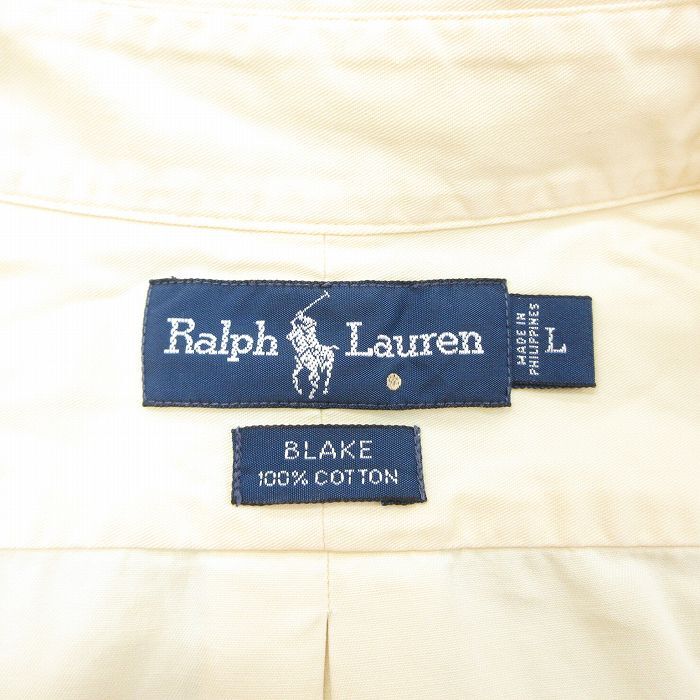 Ralph Lauren
MADE IN
PHILIPPINES
L
BLAKE
100% COTTON